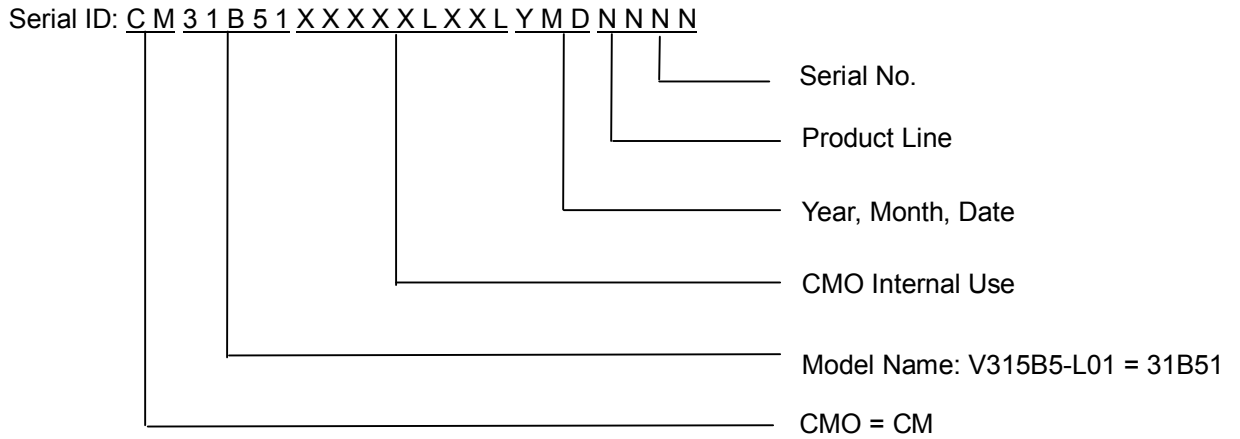 Serial ID: C M 3 1 B 5 1 X X X X X L X X L Y M D N N N N
Serial No.
Product Line
Year, Month, Date
CMO Internal Use
Model Name: V315B5-L01 = 31B51
CMO = CM